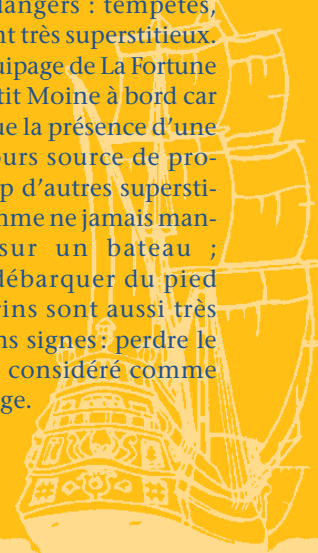 angers : tempêtes,
nt très superstitieux.
uipage de La Fortune
tit Moine à bord car
ue la présence d'une
ours source de pro-
p d'autres supersti-
mme ne jamais man-
sur un bateau ;
débarquer du pied
rins sont aussi très
ns signes : perdre le
considéré comme
ge.